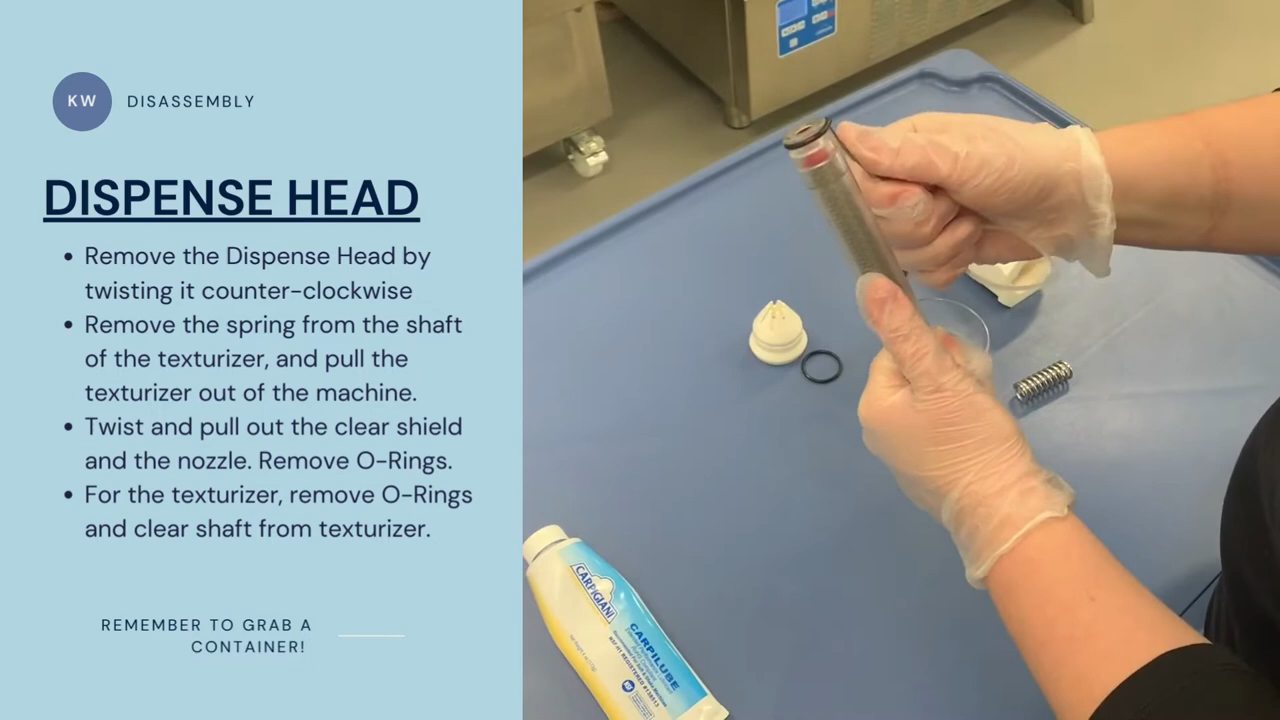 KW
DISASSEMBLY
DISPENSE HEAD
• Remove the Dispense Head by
twisting it counter-clockwise
• Remove the spring from the shaft
of the texturizer, and pull the
texturizer out of the machine.
• Twist and pull out the clear shield
and the nozzle. Remove O-Rings.
• For the texturizer, remove O-Rings
and clear shaft from texturizer.
REMEMBER TO GRAB A
CONTAINER!
CARPIGIANI
CARPILUBE